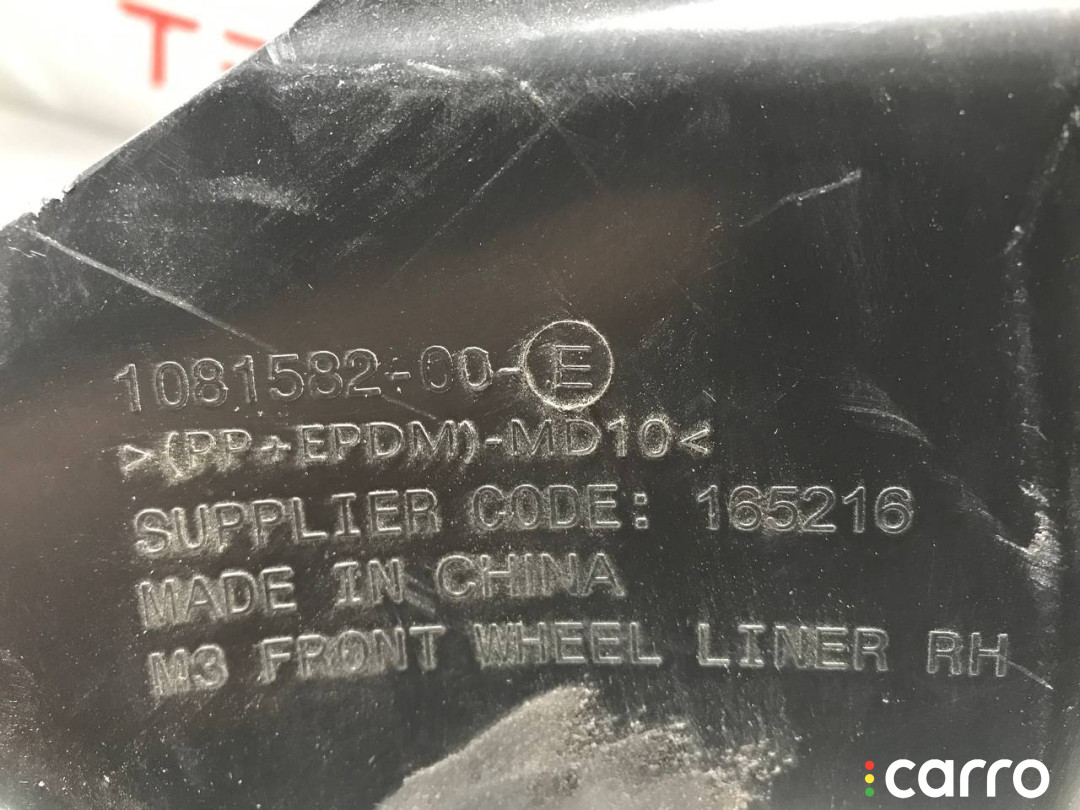 1081582-00-E
>(PP+EPDM)-MD10<
SUPPLIER CODE: 165216
MADE IN CHINA
M3 FRONT WHEEL LINER RH
carro